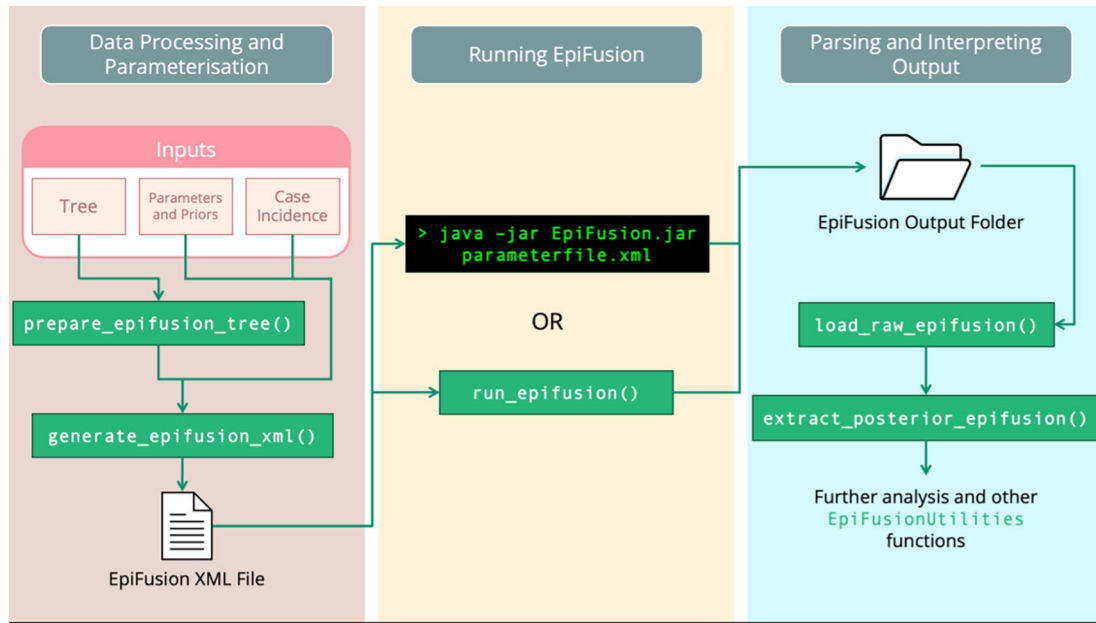 Data Processing and
Parameterisation
Inputs
Tree
Parameters
and Priors
Case
Incidence
prepare_epifusion_tree()
generate_epifusion_xml()
EpiFusion XML File
Running EpiFusion
> java -jar EpiFusion.jar
parameterfile.xml
OR
run_epifusion()
Parsing and Interpreting
Output
EpiFusion Output Folder
load_raw_epifusion()
extract_posterior_epifusion()
Further analysis and other
EpiFusionUtilities
functions